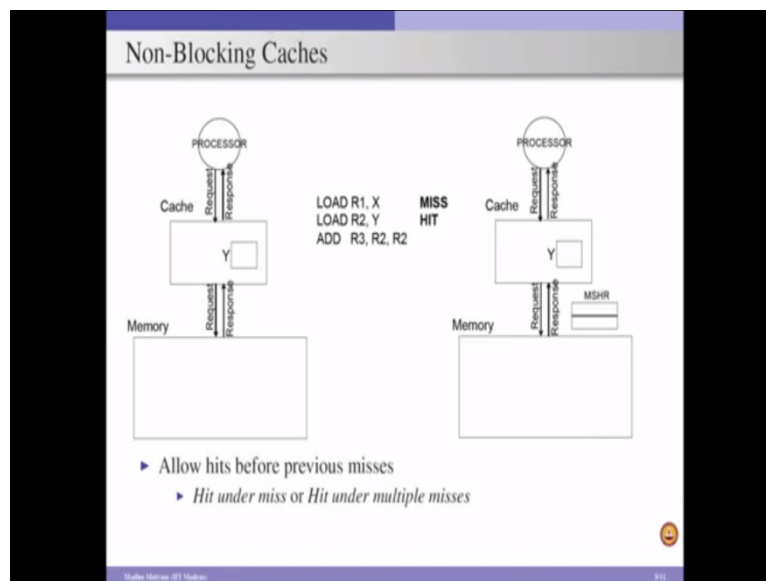 Non-Blocking Caches
PROCESSOR
Request
Response
Cache
Y
Request
Response
Memory
LOAD R1, X MISS
LOAD R2, Y HIT
ADD R3, R2, R2
PROCESSOR
Request
Response
Cache
Y
MSHR
Request
Response
Memory
Allow hits before previous misses
Hit under miss or Hit under multiple misses